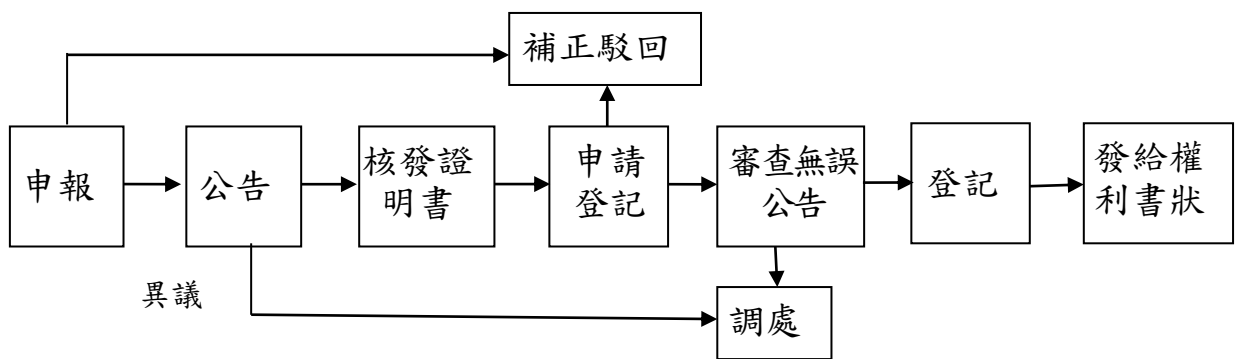 補正駁回
申報
公告
核發證
明書
申請
登記
審查無誤
公告
登記
發給權
利書狀
異議
調處